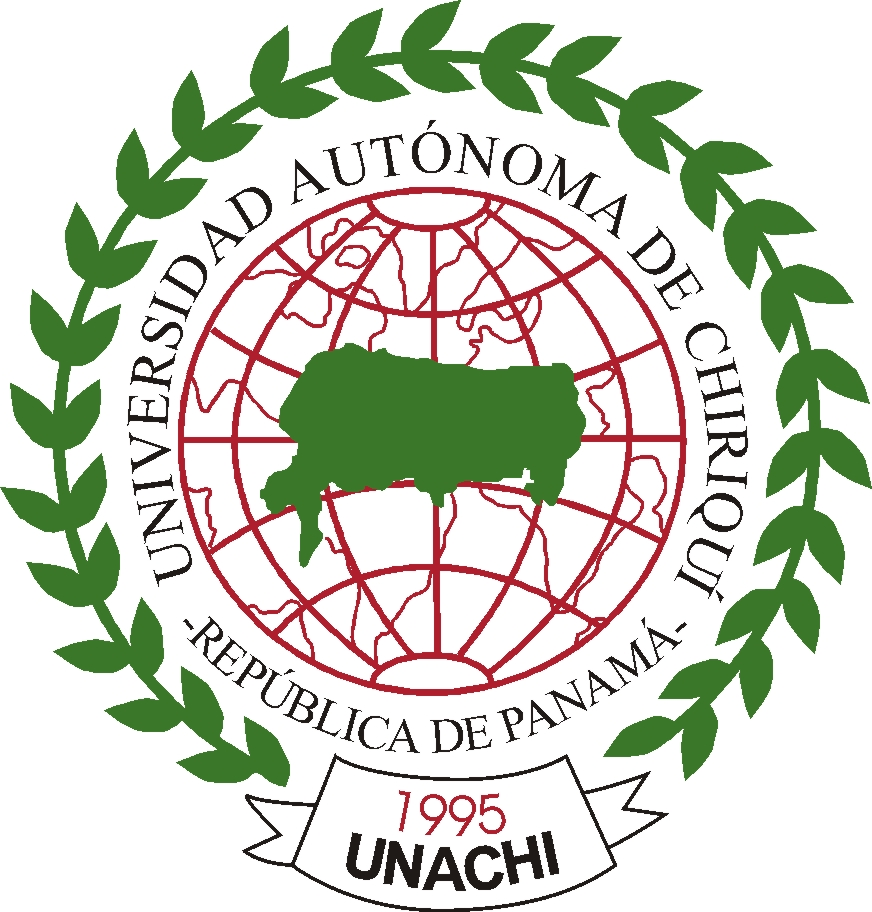 UNIVERSIDAD AUTÓNOMA DE CHIRIQUÍ
-REPÚBLICA DE PANAMÁ-
1995
UNACHI